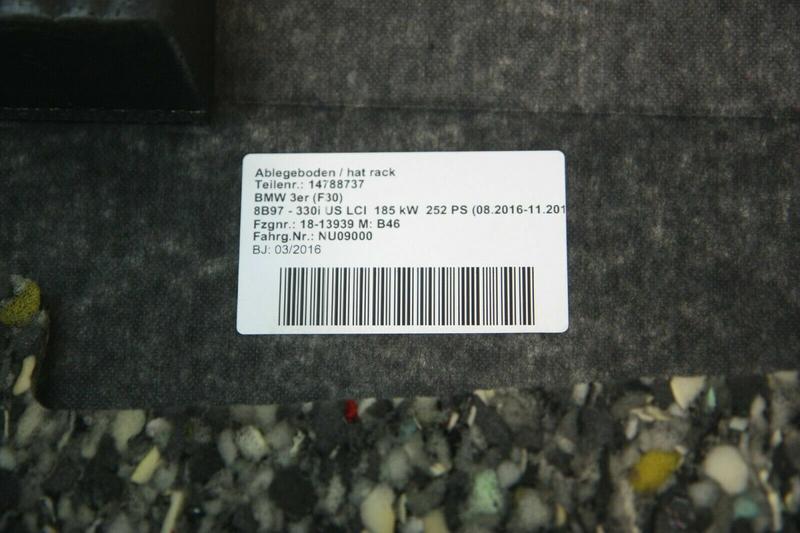 Ablegeboden / hat rack
Teilenr.: 14788737
BMW 3er (F30)
8B97 - 330i US LCI 185 kW 252 PS (08.2016-11.201
Fzgnr.: 18-13939 M: B46
Fahrg.Nr.: NU09000
BJ: 03/2016